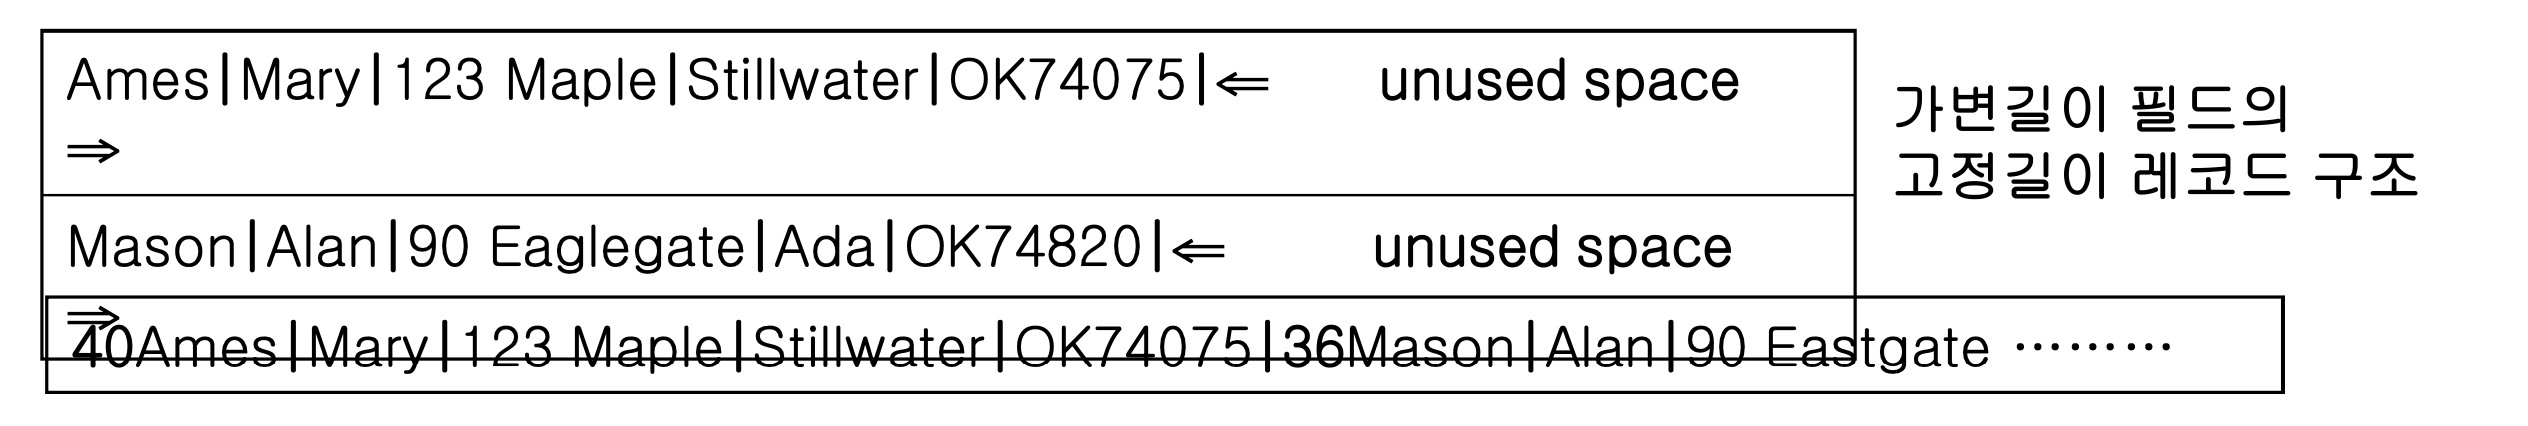 Ames|Mary|123 Maple|Stillwater|OK74075|⇐ unused space
⇒
Mason|Alan|90 Eaglegate|Ada|OK74820|⇐ unused space
⇒
40Ames|Mary|123 Maple|Stillwater|OK74075|36Mason|Alan|90 Eastgate ………
가변길이 필드의
고정길이 레코드 구조